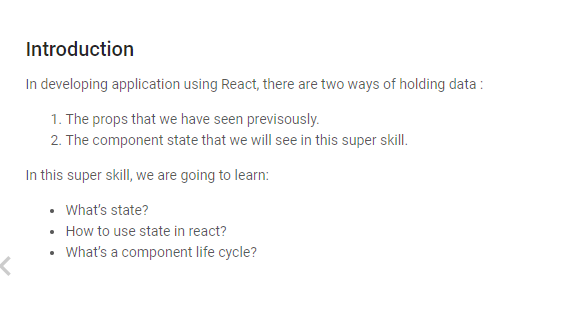 Introduction
In developing application using React, there are two ways of holding data :
1. The props that we have seen previsously.
2. The component state that we will see in this super skill.
In this super skill, we are going to learn:
• What's state?
• How to use state in react?
• What's a component life cycle?